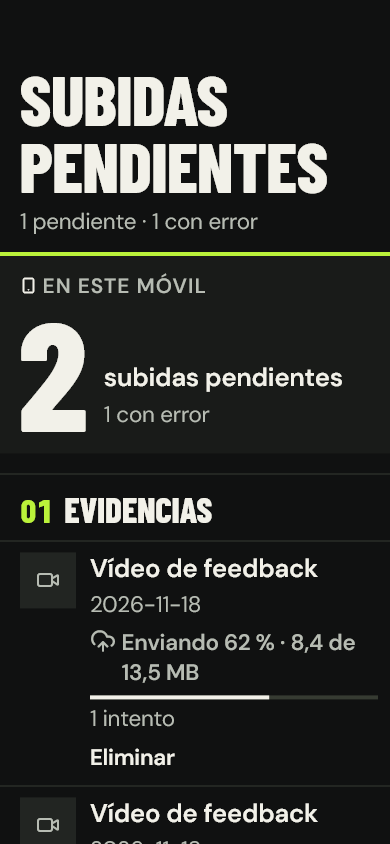 SUBIDAS
PENDIENTES
1 pendiente · 1 con error
EN ESTE MÓVIL
2
subidas pendientes
1 con error
01 EVIDENCIAS
Vídeo de feedback
2026-11-18
Enviando 62 % · 8,4 de
13,5 MB
1 intento
Eliminar
Vídeo de feedback